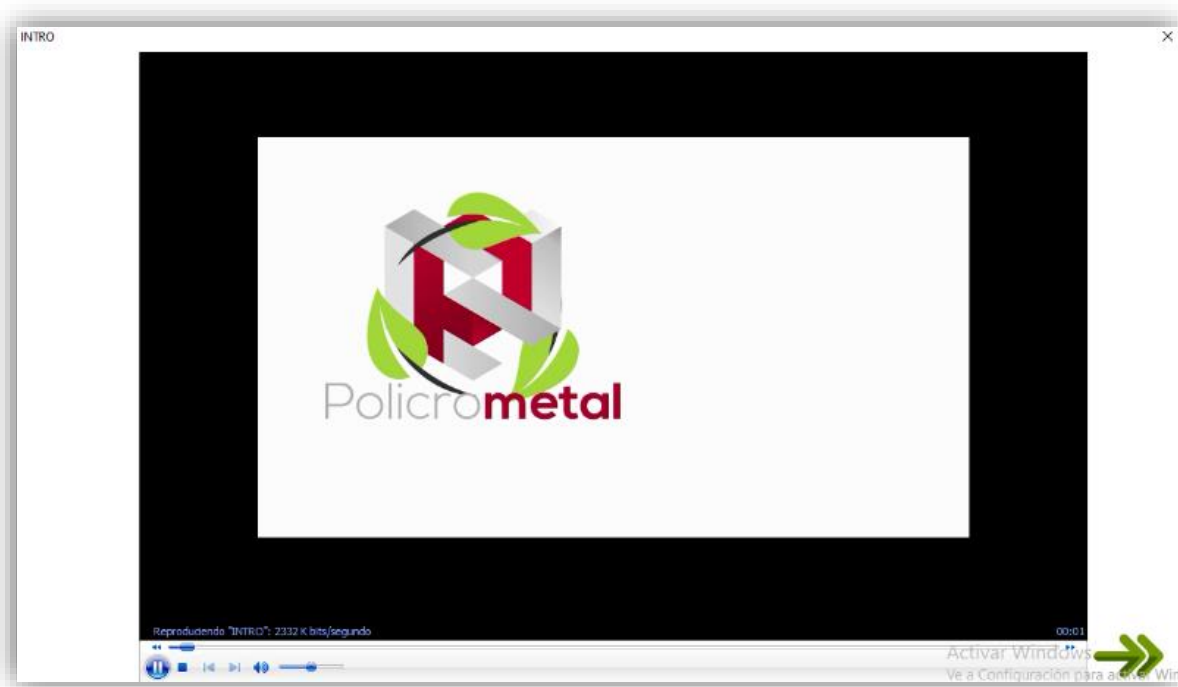 INTRO
Policrometal
Reproduciendo "INTRO": 2332 K bits/segundo
00:01
Activar Windows
Ve a Configuración para activar Win